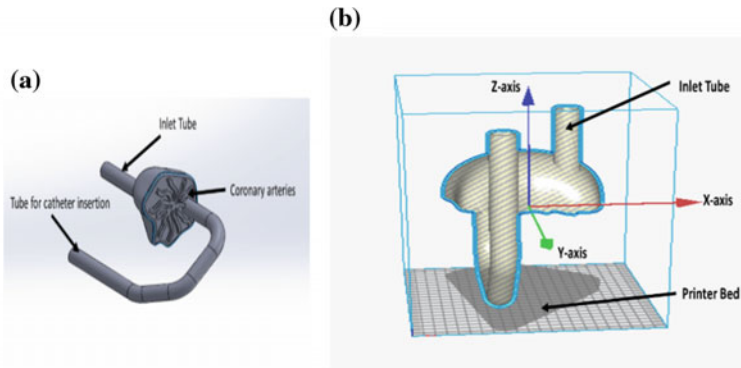 (a)
Inlet Tube
Tube for catheter insertion
Coronary arteries
(b)
Z-axis
Inlet Tube
X-axis
Y-axis
Printer Bed